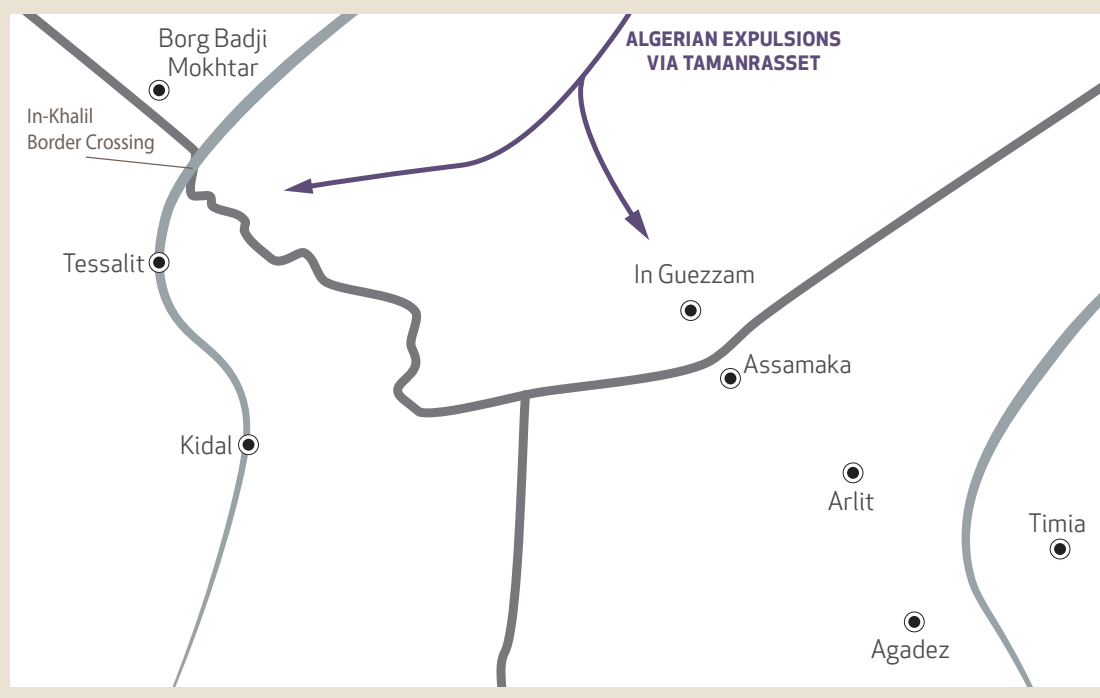 Borg Badji
Mokhtar
ALGERIAN EXPULSIONS
VIA TAMANRASSET
In-Khalil
Border Crossing
Tessalit
In Guezzam
Assamaka
Kidal
Arlit
Timia
Agadez